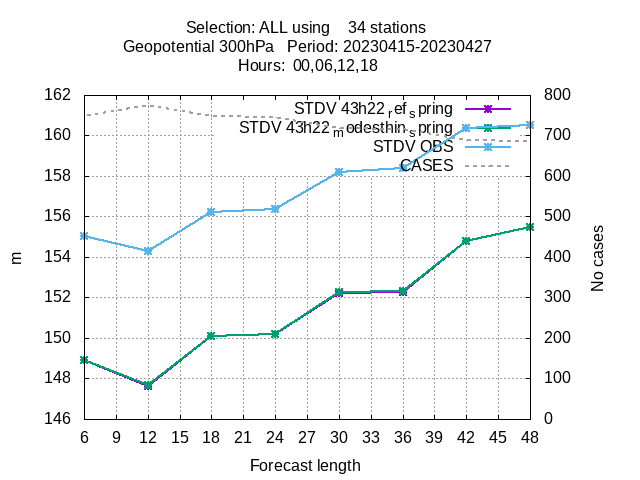 Selection: ALL using 34 stations
Geopotential 300hPa Period: 20230415-20230427
Hours: 00,06,12,18
STDV 43h22_ref_spring
STDV 43h22_modesthin_spring
STDV OBS
CASES
162 800
160 700
158 600
156 500
154 400
152 300
150 200
148 100
146 0
m
No cases
6 9 12 15 18 21 24 27 30 33 36 39 42 45 48
Forecast length